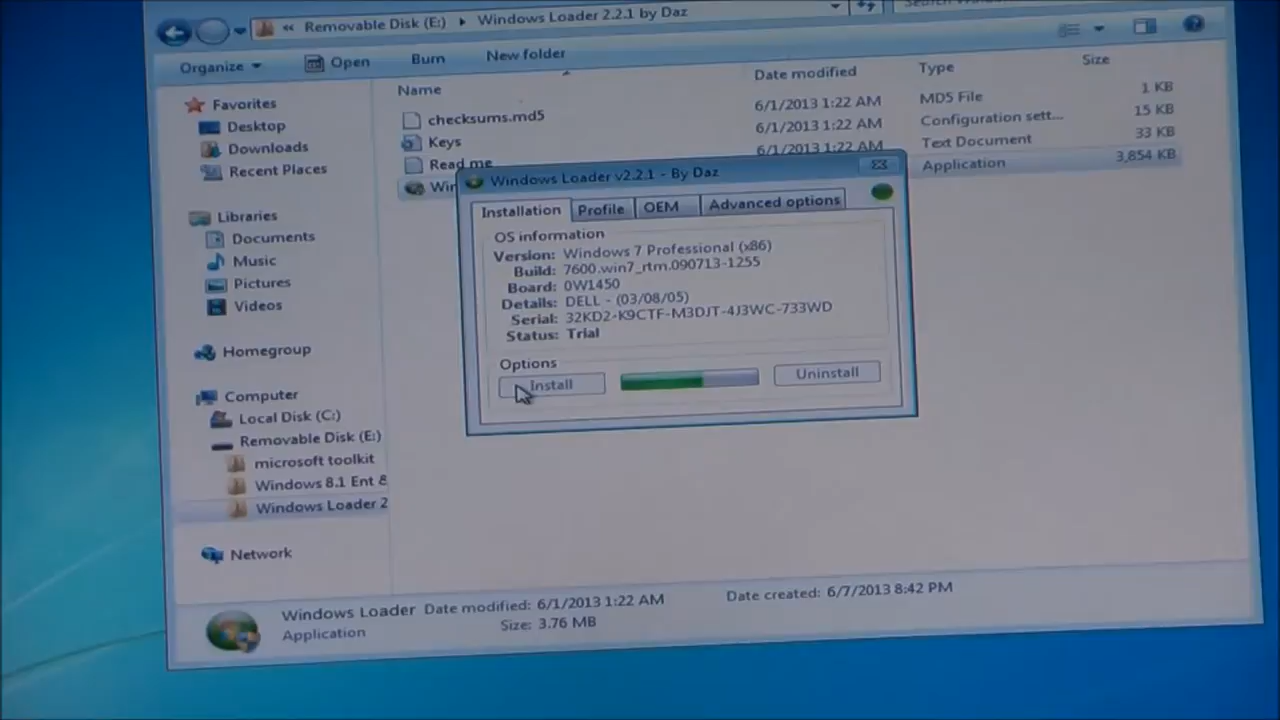 « Removable Disk (E:) ▸ Windows Loader 2.2.1 by Daz
Organize Open Burn New folder
Name Date modified Type Size
checksums.md5 6/1/2013 1:22 AM MD5 File 1 KB
Keys 6/1/2013 1:22 AM Configuration sett... 15 KB
Read me 6/1/2013 1:22 AM Text Document 33 KB
Win Application 3,854 KB
Favorites
Desktop
Downloads
Recent Places
Libraries
Documents
Music
Pictures
Videos
Homegroup
Computer
Local Disk (C:)
Removable Disk (E:)
microsoft toolkit
Windows 8.1 Ent &
Windows Loader 2
Network
Windows Loader v2.2.1 - By Daz
Installation Profile OEM Advanced options
OS information
Version: Windows 7 Professional (x86)
Build: 7600.win7_rtm.090713-1255
Board: 0W1450
Details: DELL - (03/08/05)
Serial: 32KD2-K9CTF-M3DJT-4J3WC-733WD
Status: Trial
Options
Install Uninstall
Windows Loader Date modified: 6/1/2013 1:22 AM Date created: 6/7/2013 8:42 PM
Application Size: 3.76 MB